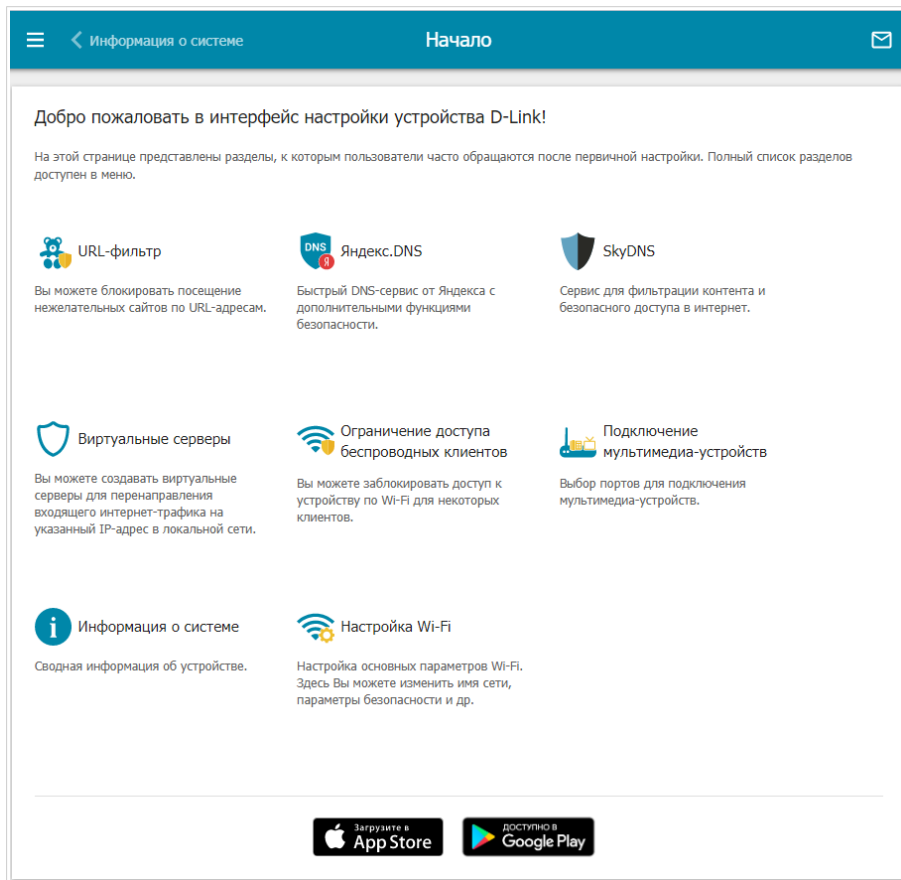 Информация о системе
Начало
Добро пожаловать в интерфейс настройки устройства D-Link!
На этой странице представлены разделы, к которым пользователи часто обращаются после первичной настройки. Полный список разделов
доступен в меню.
URL-фильтр
Вы можете блокировать посещение
нежелательных сайтов по URL-адресам.
DNS
Я
Яндекс.DNS
Быстрый DNS-сервис от Яндекса с
дополнительными функциями
безопасности.
SkyDNS
Сервис для фильтрации контента и
безопасного доступа в интернет.
Виртуальные серверы
Вы можете создавать виртуальные
серверы для перенаправления
входящего интернет-трафика на
указанный IP-адрес в локальной сети.
Ограничение доступа
беспроводных клиентов
Вы можете заблокировать доступ к
устройству по Wi-Fi для некоторых
клиентов.
Подключение
мультимедиа-устройств
Выбор портов для подключения
мультимедиа-устройств.
i
Информация о системе
Сводная информация об устройстве.
Настройка Wi-Fi
Настройка основных параметров Wi-Fi.
Здесь Вы можете изменить имя сети,
параметры безопасности и др.
Загрузите в
App Store
ДОСТУПНО В
Google Play